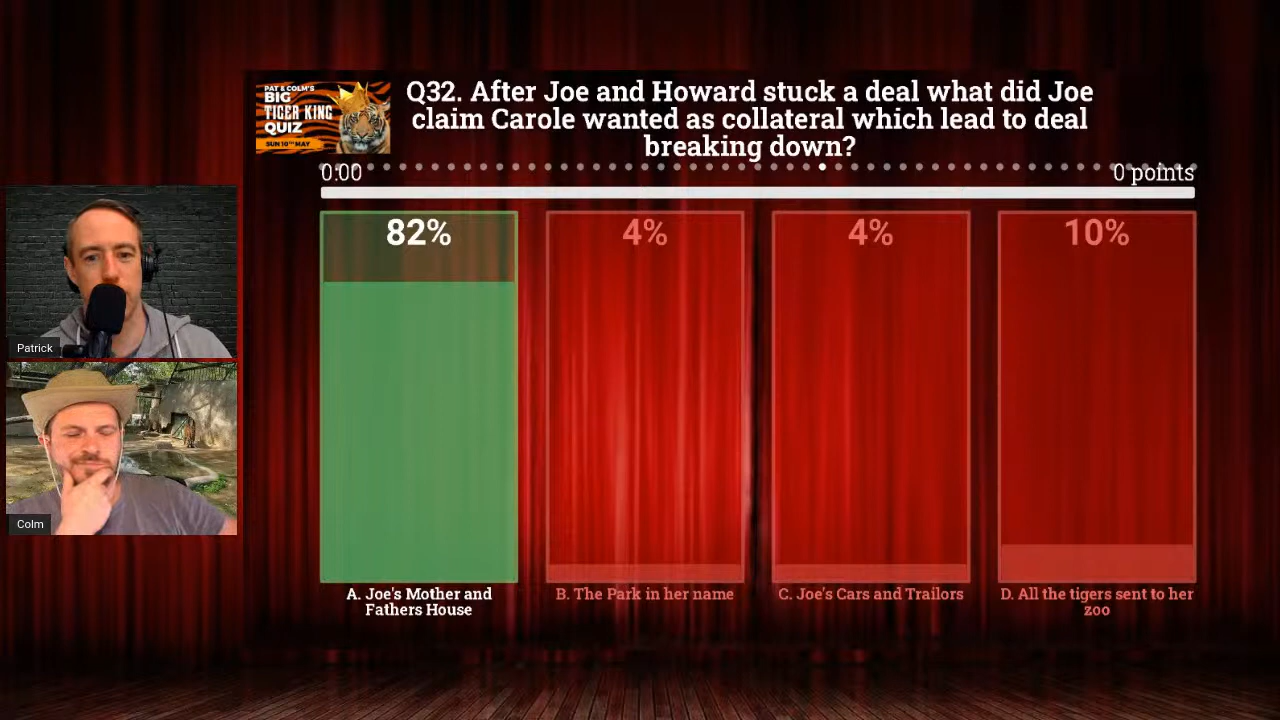 PAT & COLM'S
BIG
TIGER KING
QUIZ
SUN 10TH MAY
Q32. After Joe and Howard stuck a deal what did Joe
claim Carole wanted as collateral which lead to deal
breaking down?
0:00
0 points
82%
4%
4%
10%
A. Joe's Mother and
Fathers House
B. The Park in her name
C. Joe's Cars and Trailors
D. All the tigers sent to her
zoo
Patrick
Colm